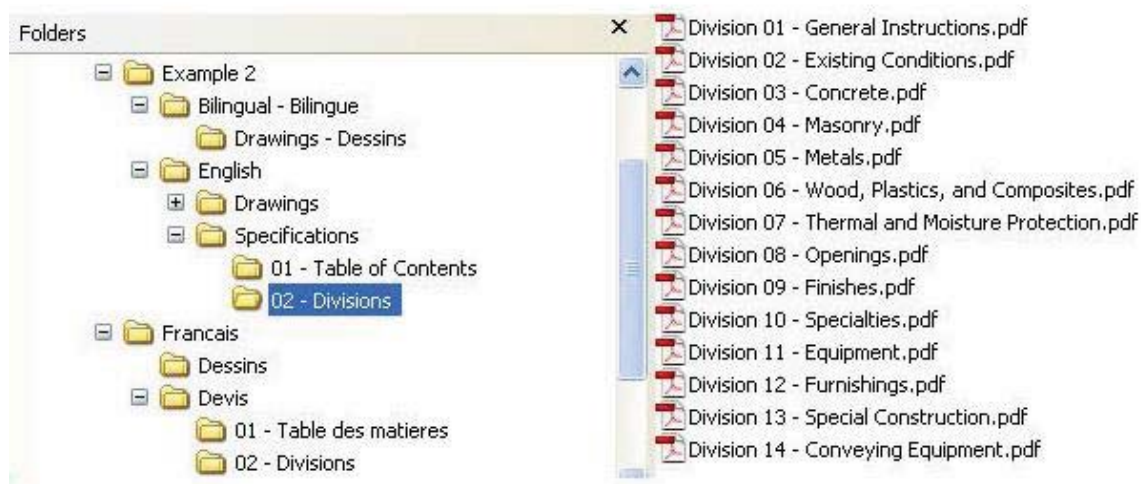 Folders
Example 2
Bilingual - Bilingue
Drawings - Dessins
English
Drawings
Specifications
01 - Table of Contents
02 - Divisions
Francais
Dessins
Devis
01 - Table des matieres
02 - Divisions
Division 01 - General Instructions.pdf
Division 02 - Existing Conditions.pdf
Division 03 - Concrete.pdf
Division 04 - Masonry.pdf
Division 05 - Metals.pdf
Division 06 - Wood, Plastics, and Composites.pdf
Division 07 - Thermal and Moisture Protection.pdf
Division 08 - Openings.pdf
Division 09 - Finishes.pdf
Division 10 - Specialties.pdf
Division 11 - Equipment.pdf
Division 12 - Furnishings.pdf
Division 13 - Special Construction.pdf
Division 14 - Conveying Equipment.pdf